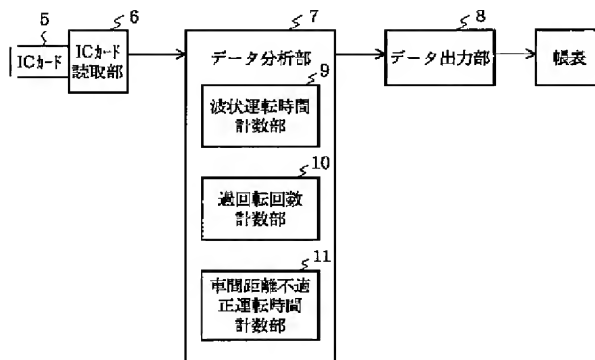 5
6
7
8
ICカード
ICカード
読取部
データ分析部
データ出力部
帳表
9
波状運転時間
計数部
10
過回転回数
計数部
11
車間距離不適
正運転時間
計数部